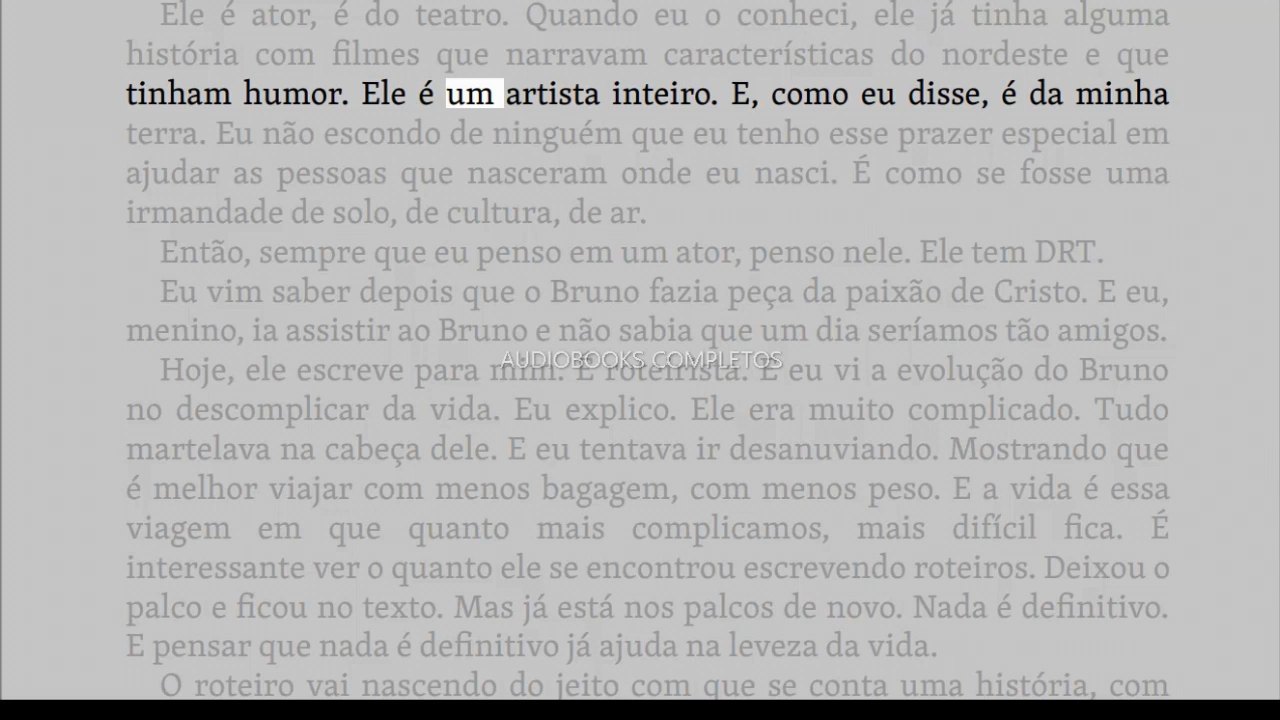 Ele é ator, é do teatro. Quando eu o conheci, ele já tinha alguma
história com filmes que narravam características do nordeste e que
tinham humor. Ele é um artista inteiro. E, como eu disse, é da minha
terra. Eu não escondo de ninguém que eu tenho esse prazer especial em
ajudar as pessoas que nasceram onde eu nasci. É como se fosse uma
irmandade de solo, de cultura, de ar.
Então, sempre que eu penso em um ator, penso nele. Ele tem DRT.
Eu vim saber depois que o Bruno fazia peça da paixão de Cristo. E eu,
menino, ia assistir ao Bruno e não sabia que um dia seríamos tão amigos.
AUDIOBOOKS COMPLETOS
Hoje, ele escreve para mim. É roteirista. E eu vi a evolução do Bruno
no descomplicar da vida. Eu explico. Ele era muito complicado. Tudo
martelava na cabeça dele. E eu tentava ir desanuviando. Mostrando que
é melhor viajar com menos bagagem, com menos peso. E a vida é essa
viagem em que quanto mais complicamos, mais difícil fica. É
interessante ver o quanto ele se encontrou escrevendo roteiros. Deixou o
palco e ficou no texto. Mas já está nos palcos de novo. Nada é definitivo.
E pensar que nada é definitivo já ajuda na leveza da vida.
O roteiro vai nascendo do jeito com que se conta uma história, com